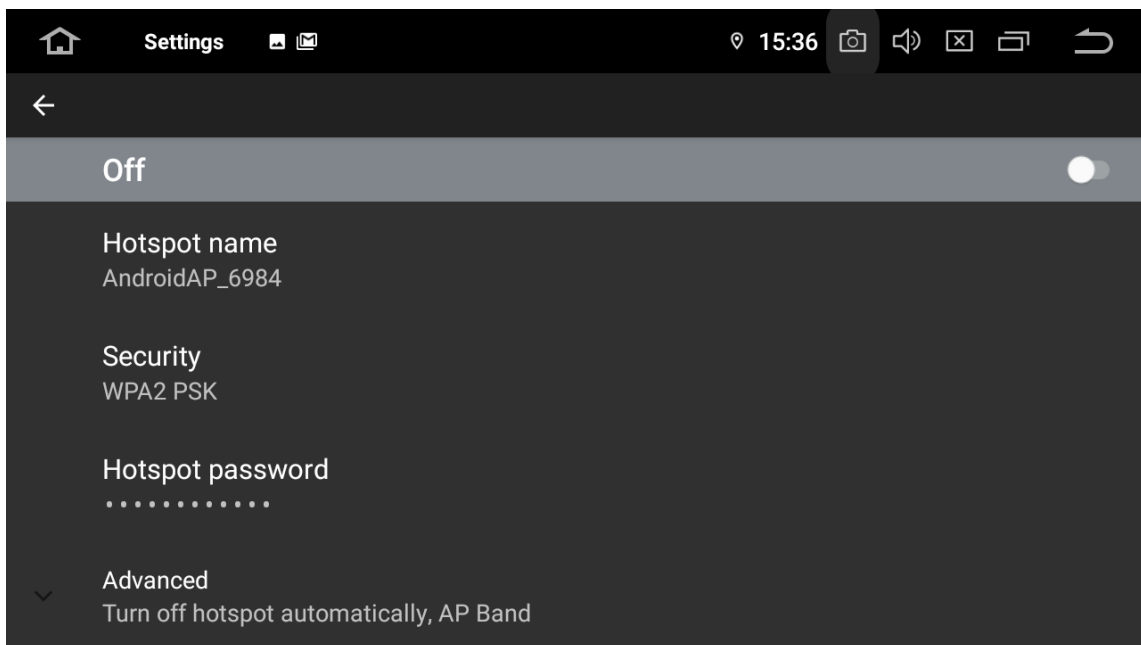 Settings
15:36
Off
Hotspot name
AndroidAP_6984
Security
WPA2 PSK
Hotspot password
• • • • • • • • • • • •
Advanced
Turn off hotspot automatically, AP Band